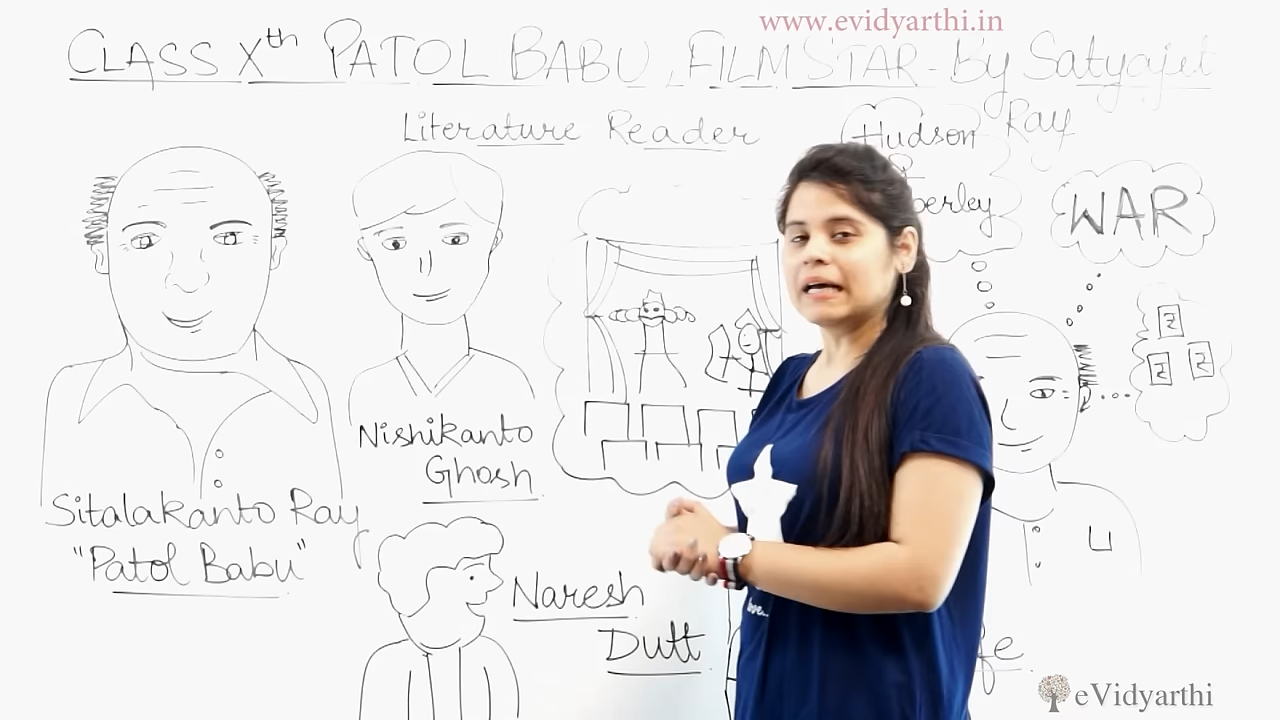 www.evidyarthi.in
CLASS Xth PATOL BABU, FILM STAR - By Satyajit
Ray
Literature Reader
Hudson
&
WAR
Nishikanto
Ghosh
Sitalakanto Ray
"Patol Babu"
Naresh
Dutt
₹
₹ ₹
eVidyarthi